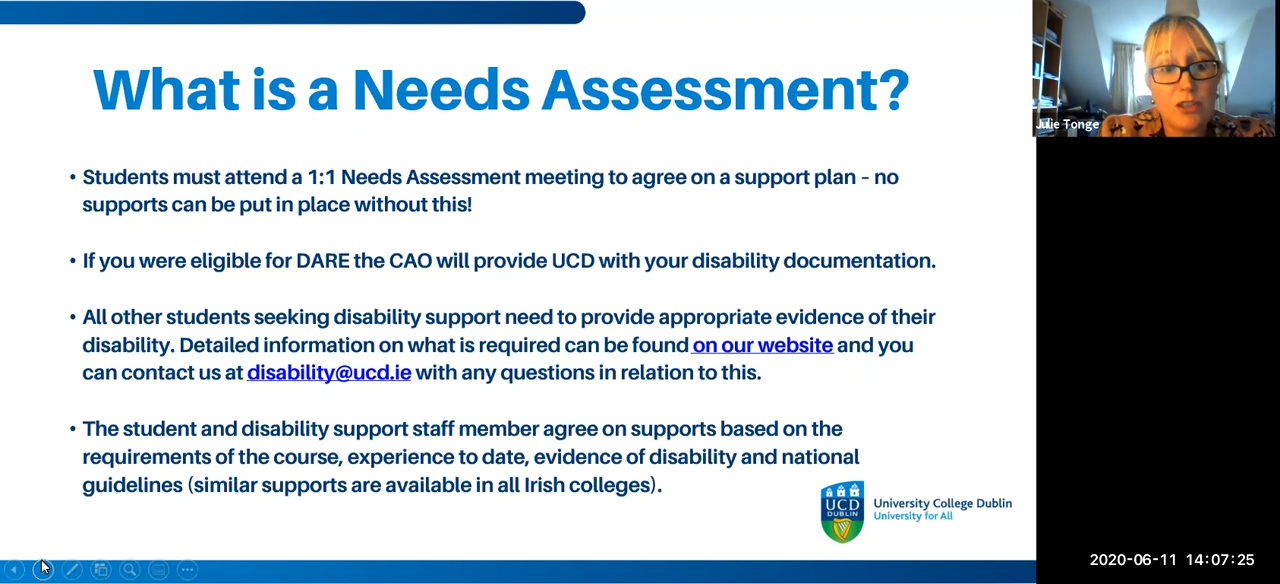 What is a Needs Assessment?
Julie Tonge
• Students must attend a 1:1 Needs Assessment meeting to agree on a support plan – no
supports can be put in place without this!
• If you were eligible for DARE the CAO will provide UCD with your disability documentation.
• All other students seeking disability support need to provide appropriate evidence of their
disability. Detailed information on what is required can be found on our website and you
can contact us at disability@ucd.ie with any questions in relation to this.
• The student and disability support staff member agree on supports based on the
requirements of the course, experience to date, evidence of disability and national
guidelines (similar supports are available in all Irish colleges).
UCD
DUBLIN
University College Dublin
University for All
2020-06-11 14:07:25